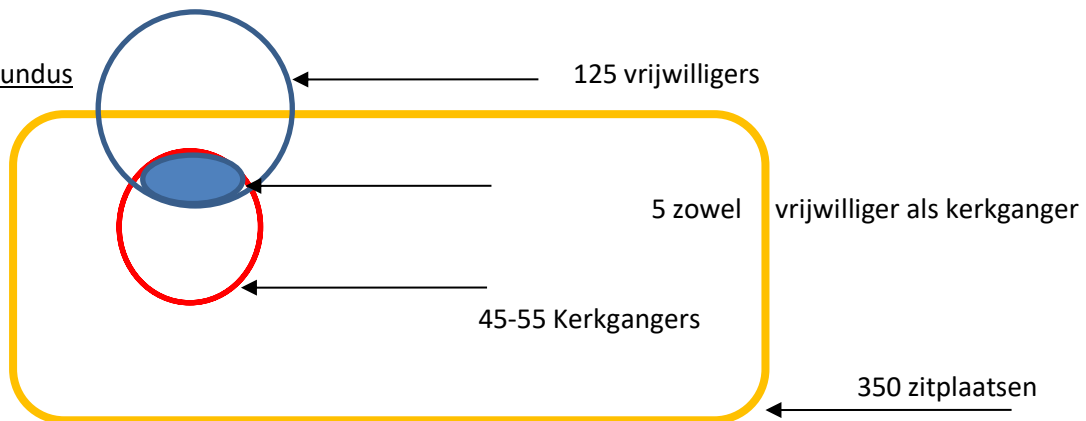 undus
125 vrijwilligers
5 zowel vrijwilliger als kerkganger
45-55 Kerkgangers
350 zitplaatsen